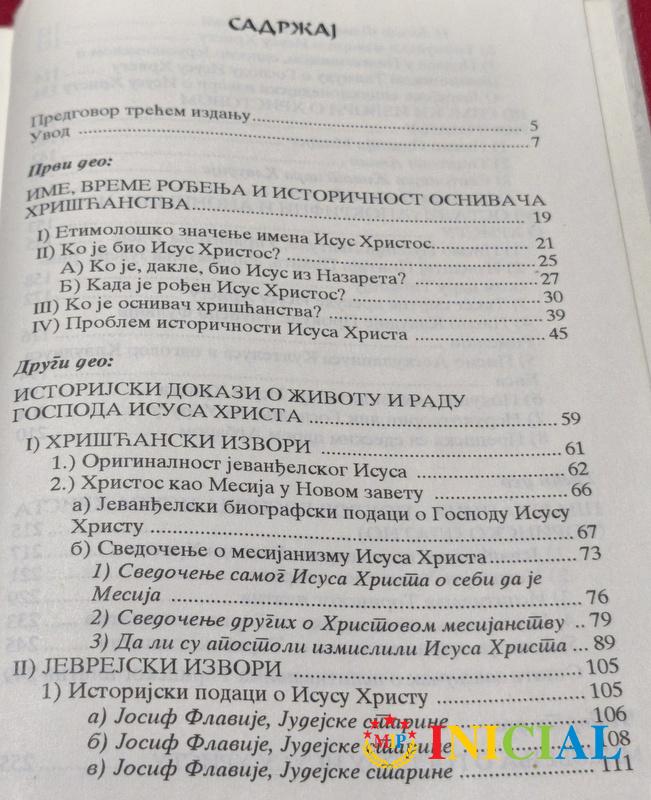 САДРЖАЈ
Предговор трећем издању.......... 5
Увод .......... 7
Први део:
ИМЕ, ВРЕМЕ РОЂЕЊА И ИСТОРИЧНОСТ ОСНИВАЧА
ХРИШЋАНСТВА.......... 19
I) Етимолошко значење имена Исус Христос.......... 21
II) Ко је био Исус Христос? .......... 25
А) Ко је, дакле, био Исус из Назарета? .......... 27
Б) Када је рођен Исус Христос? .......... 30
III) Ко је оснивач хришћанства? .......... 39
IV) Проблем историчности Исуса Христа .......... 45
Други део:
ИСТОРИЈСКИ ДОКАЗИ О ЖИВОТУ И РАДУ
ГОСПОДА ИСУСА ХРИСТА .......... 59
I) ХРИШЋАНСКИ ИЗВОРИ .......... 61
1.) Оригиналност јеванђелског Исуса .......... 62
2.) Христос као Месија у Новом завету .......... 66
а) Јеванђелски биографски подаци о Господу Исусу
Христу .......... 67
б) Сведочење о месијанизму Исуса Христа.......... 73
1) Сведочење самог Исуса Христа о себи да је
Месија .......... 76
2) Сведочење других о Христовом месијанству .. 79
3) Да ли су апостоли измислили Исуса Христа ... 89
II) ЈЕВРЕЈСКИ ИЗВОРИ .......... 105
1) Историјски подаци о Исусу Христу .......... 105
а) Јосиф Флавије, Јудејске старине .......... 106
б) Јосиф Флавије, Јудејске старине .......... 108
в) Јосиф Флавије, Јудејске старине .......... 111
MP INICIAL